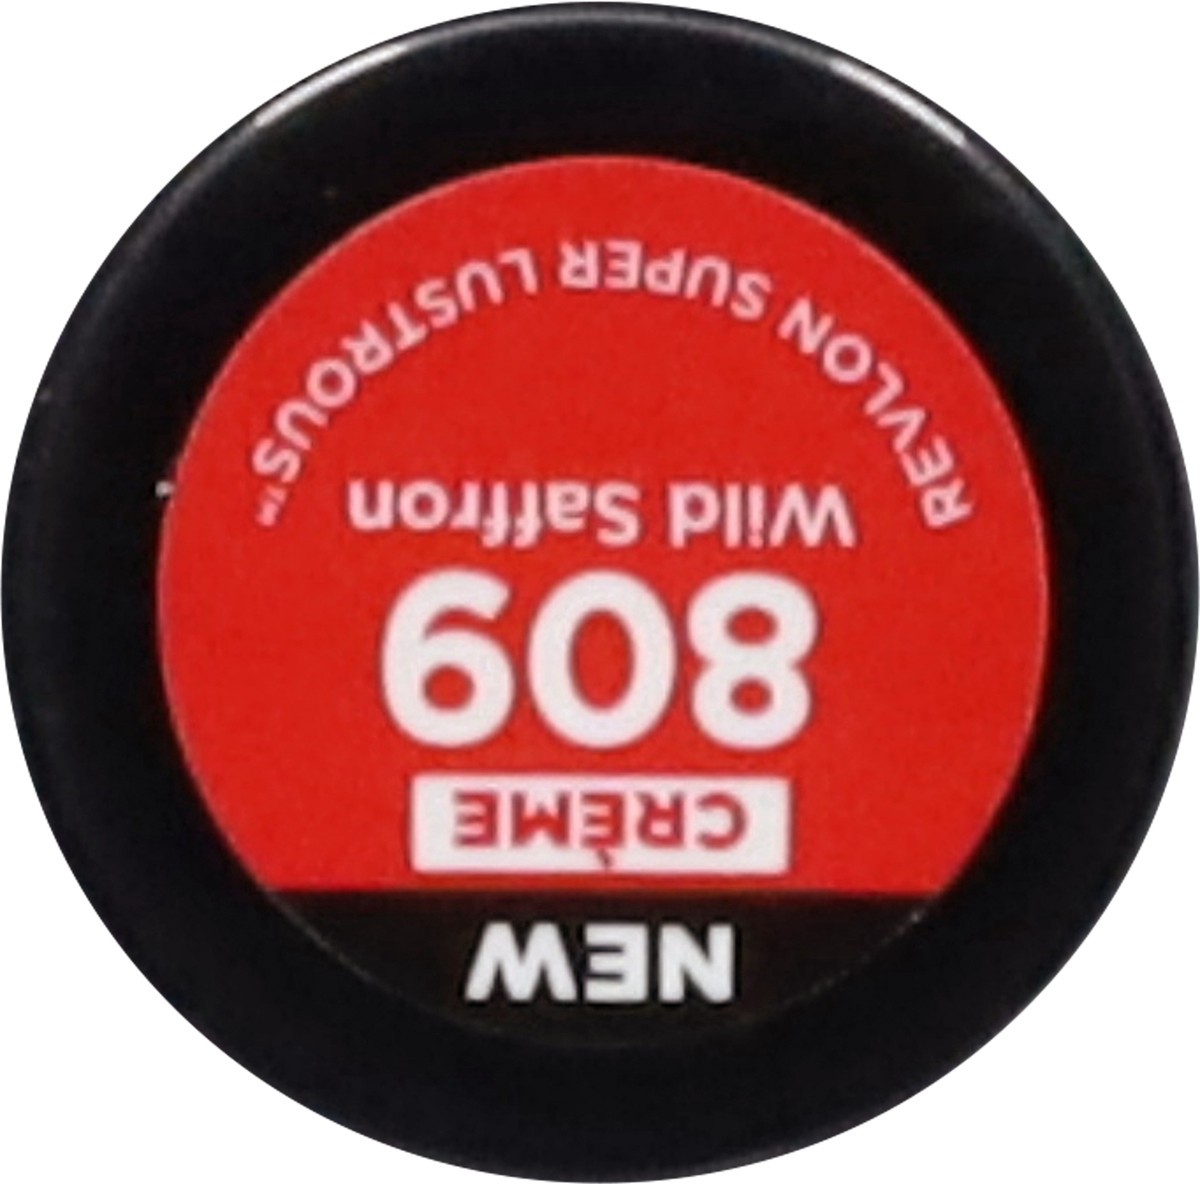 NEW
CRÈME
809
Wild Saffron
REVLON SUPER LUSTROUS™